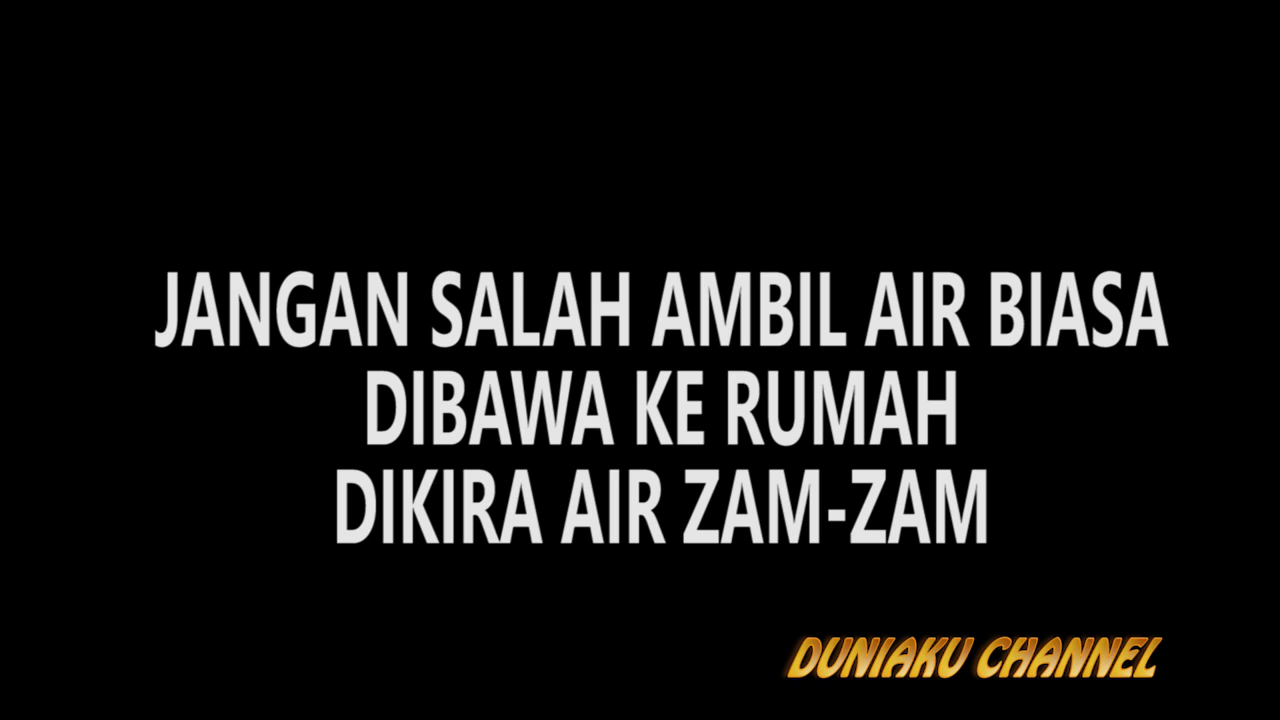 JANGAN SALAH AMBIL AIR BIASA
DIBAWA KE RUMAH
DIKIRA AIR ZAM-ZAM
DUNIAKU CHANNEL